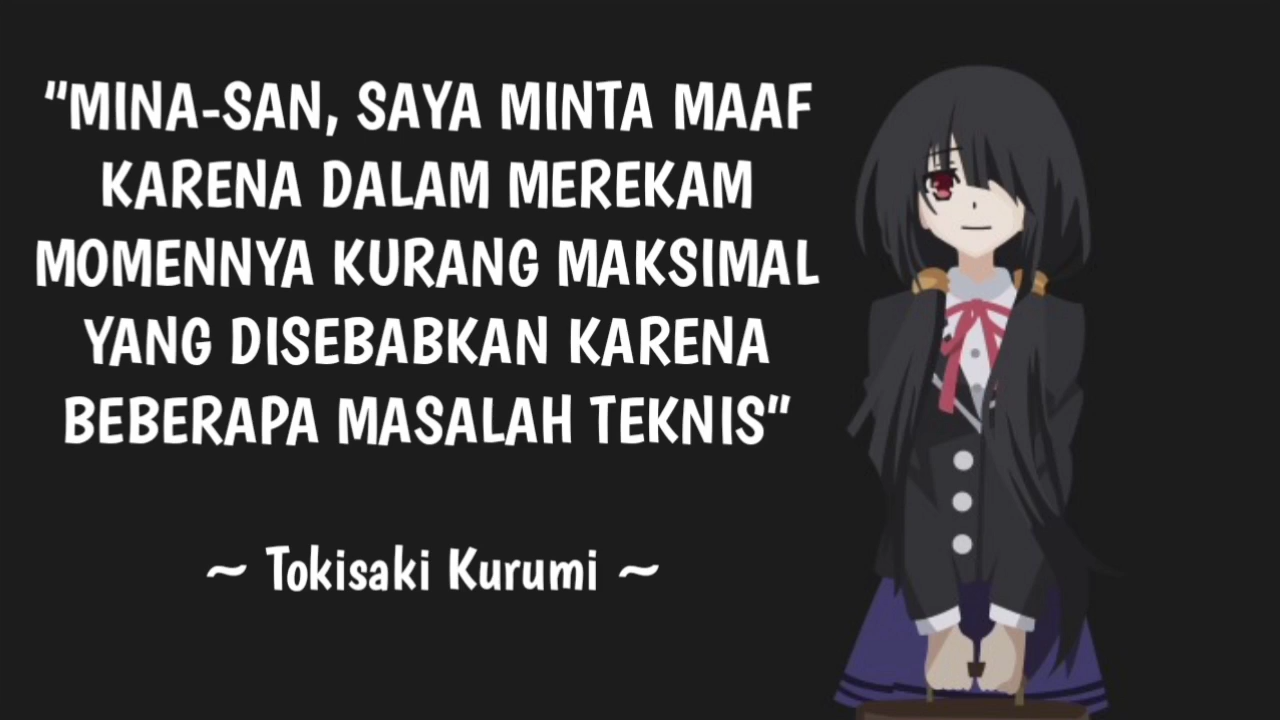 "MINA-SAN, SAYA MINTA MAAF
KARENA DALAM MEREKAM
MOMENNYA KURANG MAKSIMAL
YANG DISEBABKAN KARENA
BEBERAPA MASALAH TEKNIS"
~ Tokisaki Kurumi ~